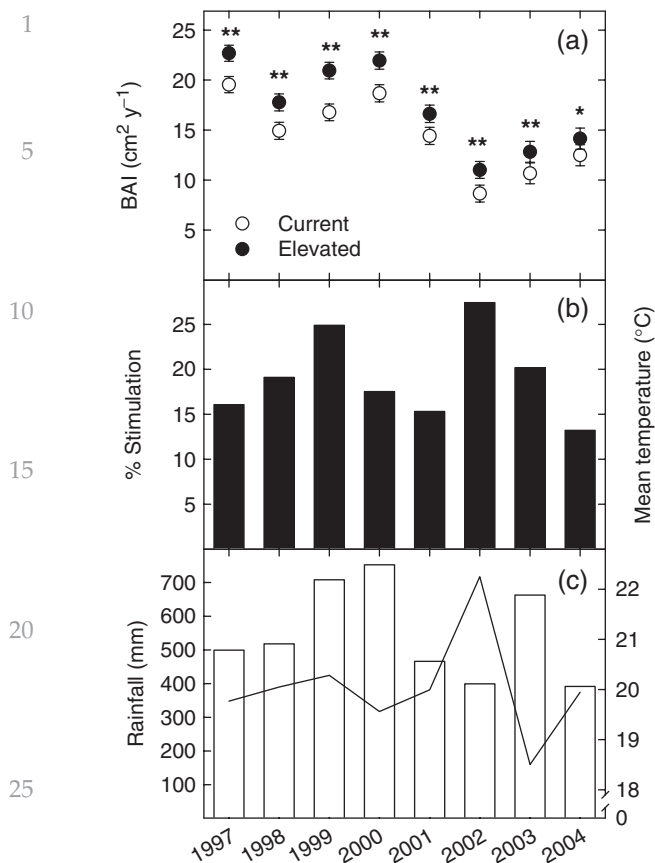 1
5
10
15
20
25
(a)
25
20
15
10
5
BAI (cm² y⁻¹)
** ** ** ** ** ** ** *
Current
Elevated
(b)
25
20
15
10
5
% Stimulation
Mean temperature (°C)
(c)
700
600
500
400
300
200
100
Rainfall (mm)
22
21
20
19
18
0
1997 1998 1999 2000 2001 2002 2003 2004